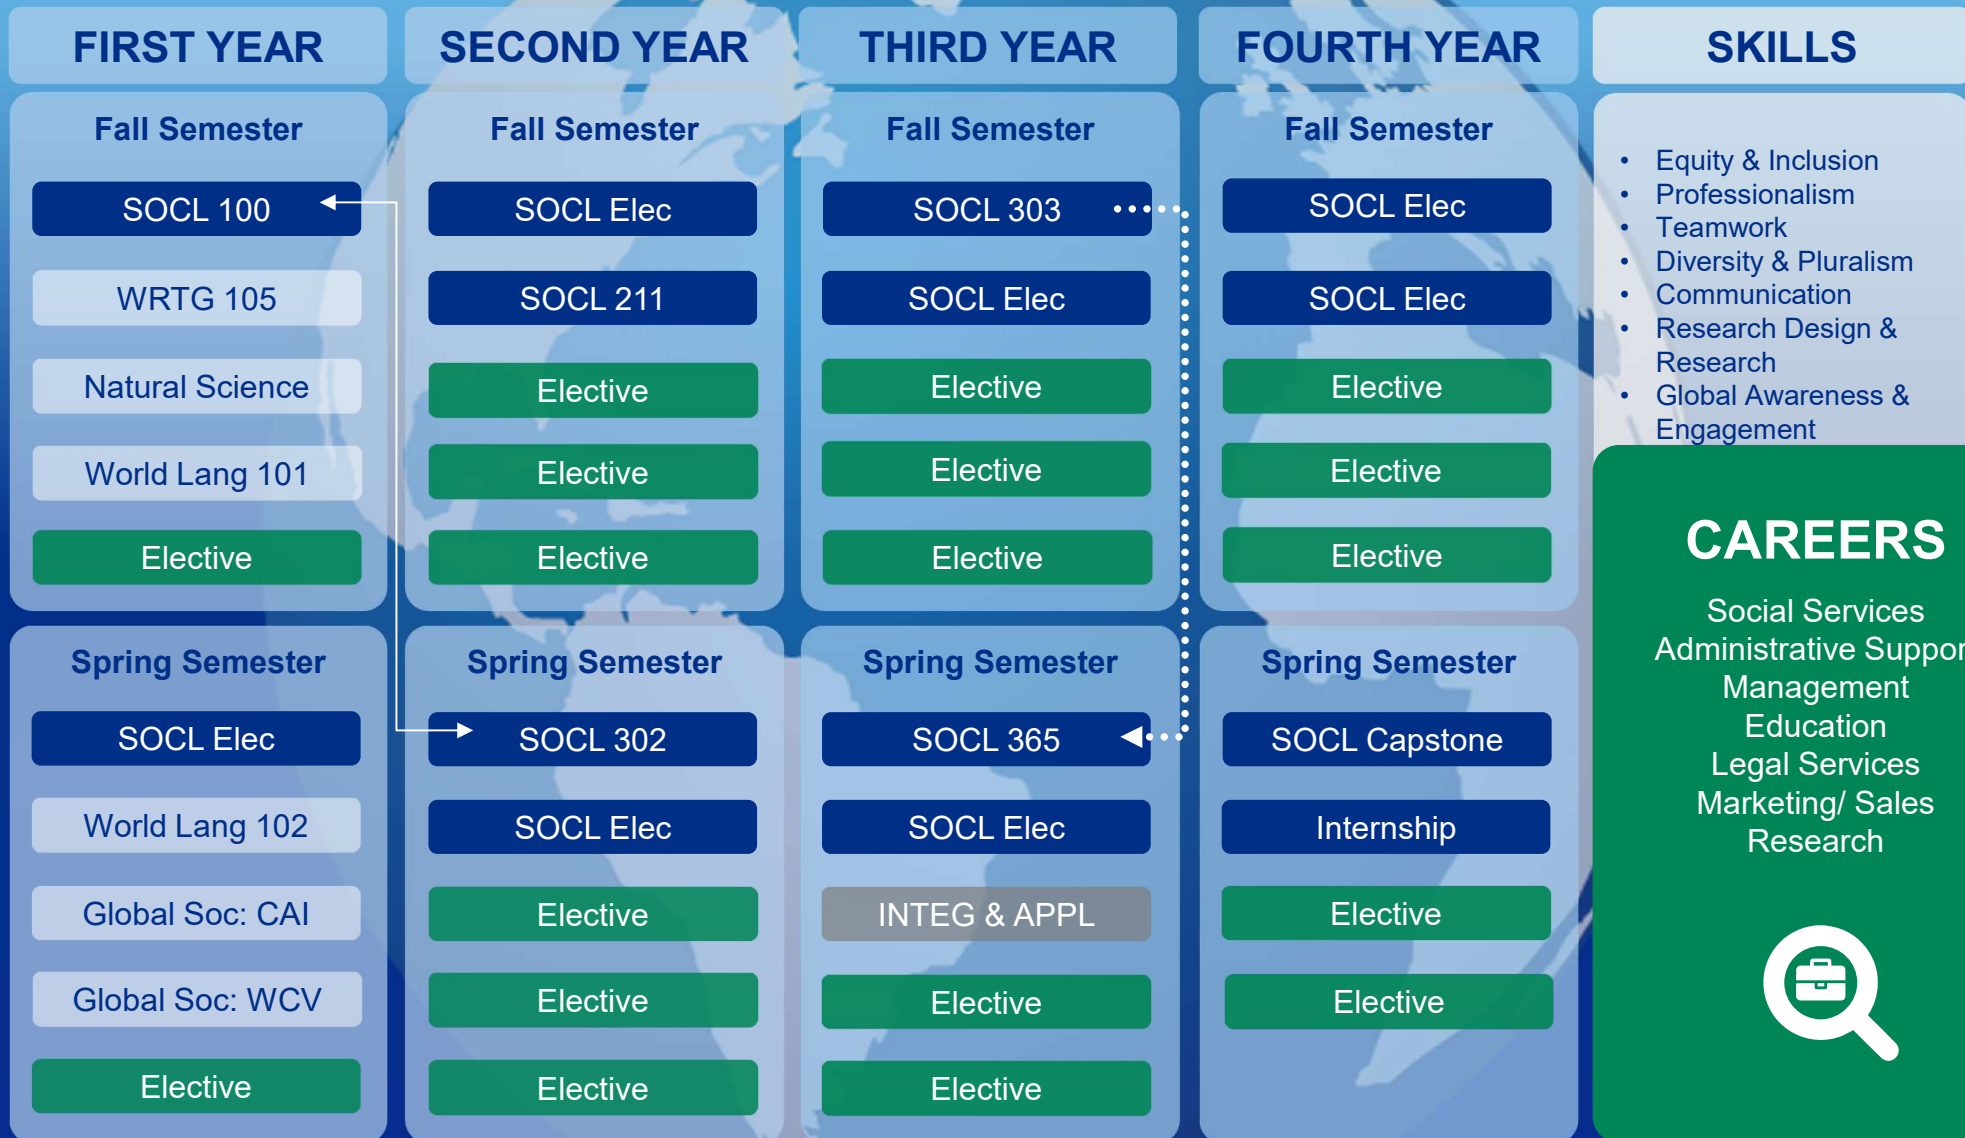 FIRST YEAR
Fall Semester
SOCL 100
WRTG 105
Natural Science
World Lang 101
Elective
Spring Semester
SOCL Elec
World Lang 102
Global Soc: CAI
Global Soc: WCV
Elective
SECOND YEAR
Fall Semester
SOCL Elec
SOCL 211
Elective
Elective
Elective
Spring Semester
SOCL 302
SOCL Elec
Elective
Elective
Elective
THIRD YEAR
Fall Semester
SOCL 303
SOCL Elec
Elective
Elective
Elective
Spring Semester
SOCL 365
SOCL Elec
INTEG & APPL
Elective
Elective
FOURTH YEAR
Fall Semester
SOCL Elec
SOCL Elec
Elective
Elective
Elective
Spring Semester
SOCL Capstone
Internship
Elective
Elective
SKILLS
• Equity & Inclusion
• Professionalism
• Teamwork
• Diversity & Pluralism
• Communication
• Research Design &
Research
• Global Awareness &
Engagement
CAREERS
Social Services
Administrative Suppor
Management
Education
Legal Services
Marketing/ Sales
Research